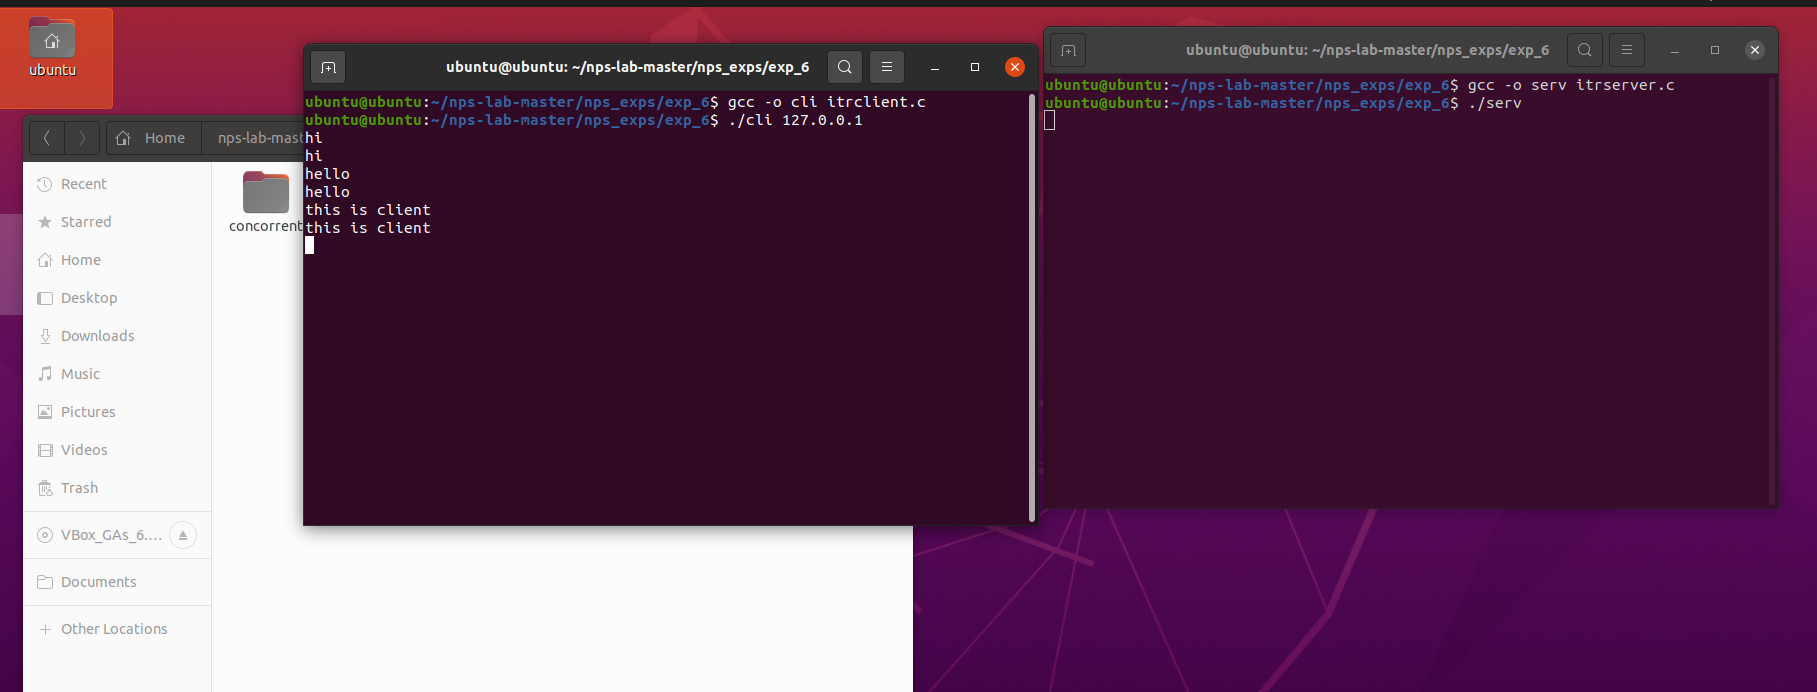 ubuntu
Home
nps-lab-mast
Recent
Starred
Home
Desktop
Downloads
Music
Pictures
Videos
Trash
VBox_GAs_6....
Documents
Other Locations
concorrent
ubuntu@ubuntu: ~/nps-lab-master/nps_exps/exp_6
ubuntu@ubuntu:~/nps-lab-master/nps_exps/exp_6$ gcc -o cli itrclient.c
ubuntu@ubuntu:~/nps-lab-master/nps_exps/exp_6$ ./cli 127.0.0.1
hi
hi
hello
hello
this is client
this is client
ubuntu@ubuntu: ~/nps-lab-master/nps_exps/exp_6
ubuntu@ubuntu:~/nps-lab-master/nps_exps/exp_6$ gcc -o serv itrserver.c
ubuntu@ubuntu:~/nps-lab-master/nps_exps/exp_6$ ./serv